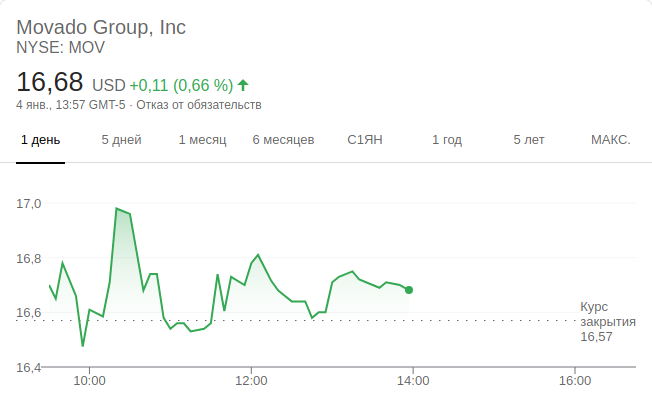 Movado Group, Inc
NYSE: MOV
16,68 USD +0,11 (0,66 %)
4 янв., 13:57 GMT-5 · Отказ от обязательств
1 день 5 дней 1 месяц 6 месяцев С1ЯН 1 год 5 лет МАКС.
17,0
16,8
16,6
Курс
закрытия
16,57
16,4
10:00 12:00 14:00 16:00